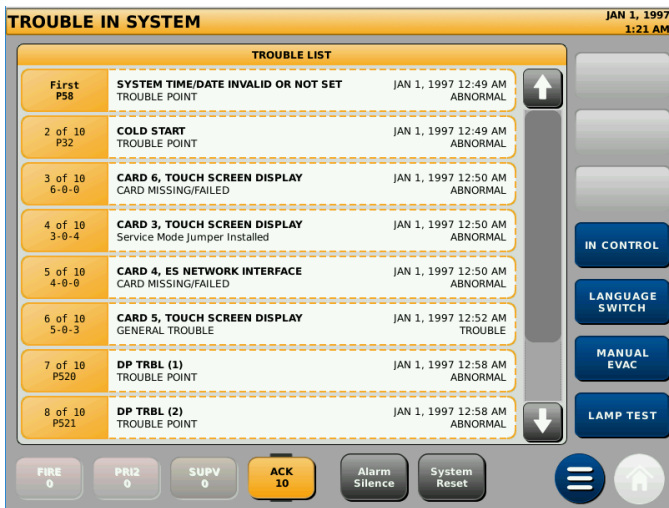 TROUBLE IN SYSTEM
JAN 1, 1997
1:21 AM
TROUBLE LIST
First
P58
SYSTEM TIME/DATE INVALID OR NOT SET
TROUBLE POINT
JAN 1, 1997 12:49 AM
ABNORMAL
2 of 10
P32
COLD START
TROUBLE POINT
JAN 1, 1997 12:49 AM
ABNORMAL
3 of 10
6-0-0
CARD 6, TOUCH SCREEN DISPLAY
CARD MISSING/FAILED
JAN 1, 1997 12:50 AM
ABNORMAL
4 of 10
3-0-4
CARD 3, TOUCH SCREEN DISPLAY
Service Mode Jumper Installed
JAN 1, 1997 12:50 AM
ABNORMAL
5 of 10
4-0-0
CARD 4, ES NETWORK INTERFACE
CARD MISSING/FAILED
JAN 1, 1997 12:50 AM
ABNORMAL
6 of 10
5-0-3
CARD 5, TOUCH SCREEN DISPLAY
GENERAL TROUBLE
JAN 1, 1997 12:52 AM
TROUBLE
7 of 10
P520
DP TRBL (1)
TROUBLE POINT
JAN 1, 1997 12:58 AM
ABNORMAL
8 of 10
P521
DP TRBL (2)
TROUBLE POINT
JAN 1, 1997 12:58 AM
ABNORMAL
IN CONTROL
LANGUAGE
SWITCH
MANUAL
EVAC
LAMP TEST
FIRE
0
PRI2
0
SUPV
0
ACK
10
Alarm
Silence
System
Reset